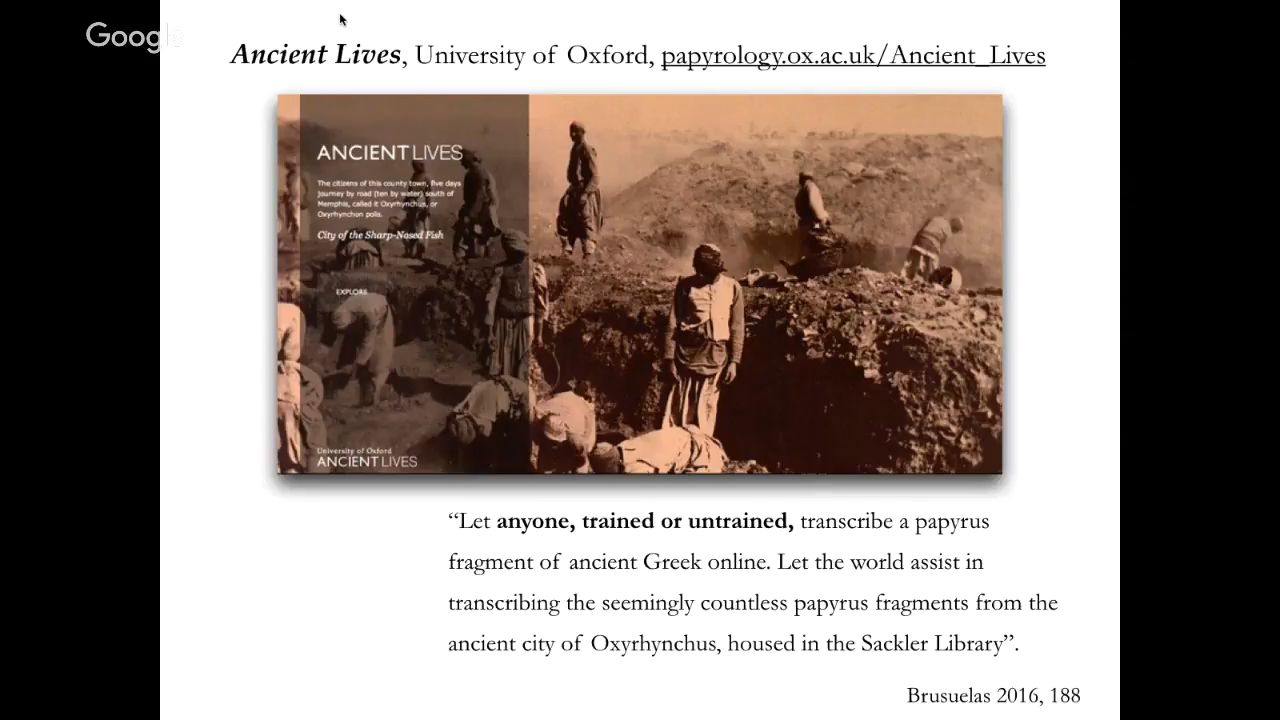 Google
Ancient Lives, University of Oxford, papyrology.ox.ac.uk/Ancient_Lives
ANCIENT LIVES
The citizens of this county town, five days
journey by road (ten by water) south of
Memphis, called it Oxyrhynchus, or
Oxyrhynchon polis.
City of the Sharp-Nosed Fish
EXPLORE
University of Oxford
ANCIENT LIVES
“Let anyone, trained or untrained, transcribe a papyrus
fragment of ancient Greek online. Let the world assist in
transcribing the seemingly countless papyrus fragments from the
ancient city of Oxyrhynchus, housed in the Sackler Library”.
Brusuelas 2016, 188